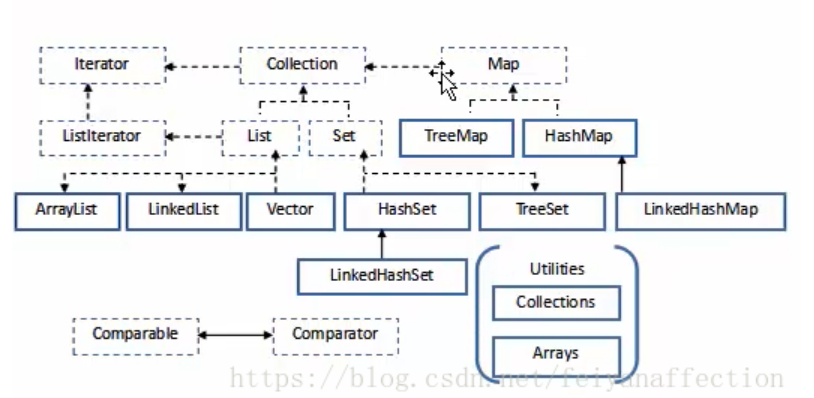 Iterator
Collection
Map
ListIterator
List
Set
TreeMap
HashMap
ArrayList
LinkedList
Vector
HashSet
TreeSet
LinkedHashMap
LinkedHashSet
Utilities
Collections
Comparable
Comparator
Arrays
https://blog.csdn.net/feiyanaffection